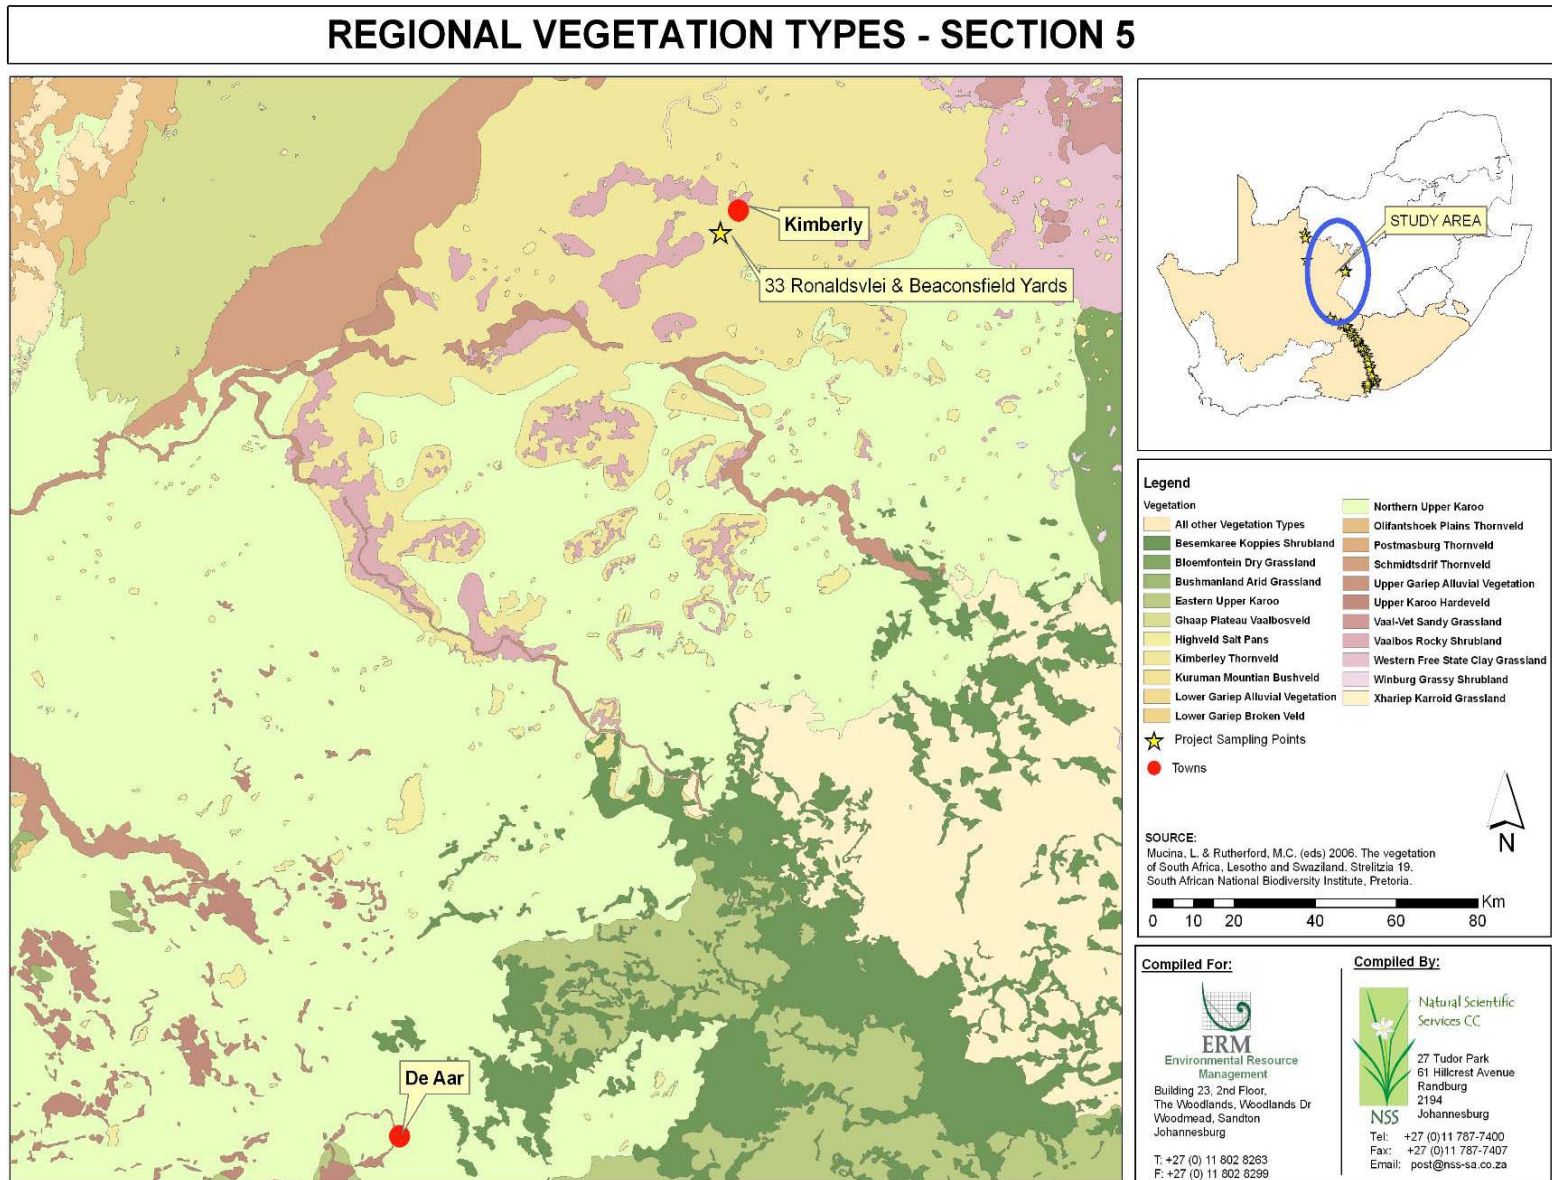 REGIONAL VEGETATION TYPES - SECTION 5
Kimberly
33 Ronaldsvlei & Beaconsfield Yards
De Aar
STUDY AREA
Legend
Vegetation
All other Vegetation Types
Besemkaree Koppies Shrubland
Bloemfontein Dry Grassland
Bushmanland Arid Grassland
Eastern Upper Karoo
Ghaap Plateau Vaalbosveld
Highveld Salt Pans
Kimberley Thornveld
Kuruman Mountian Bushveld
Lower Gariep Alluvial Vegetation
Lower Gariep Broken Veld
Northern Upper Karoo
Olifantshoek Plains Thornveld
Postmasburg Thornveld
Schmidtsdrif Thornveld
Upper Gariep Alluvial Vegetation
Upper Karoo Hardeveld
Vaal-Vet Sandy Grassland
Vaalbos Rocky Shrubland
Western Free State Clay Grassland
Winburg Grassy Shrubland
Xhariep Karroid Grassland
Project Sampling Points
Towns
N
SOURCE:
Mucina, L. & Rutherford, M.C. (eds) 2006. The vegetation
of South Africa, Lesotho and Swaziland. Strelitzia 19.
South African National Biodiversity Institute, Pretoria.
Km
0 10 20 40 60 80
Compiled For:
ERM
Environmental Resource
Management
Building 23, 2nd Floor,
The Woodlands, Woodlands Dr
Woodmead, Sandton
Johannesburg
T: +27 (0) 11 802 8263
F: +27 (0) 11 802 8299
Compiled By:
Natural Scientific
Services CC
NSS
27 Tudor Park
61 Hillcrest Avenue
Randburg
2194
Johannesburg
Tel: +27 (0)11 787-7400
Fax: +27 (0)11 787-7407
Email: post@nss-sa.co.za